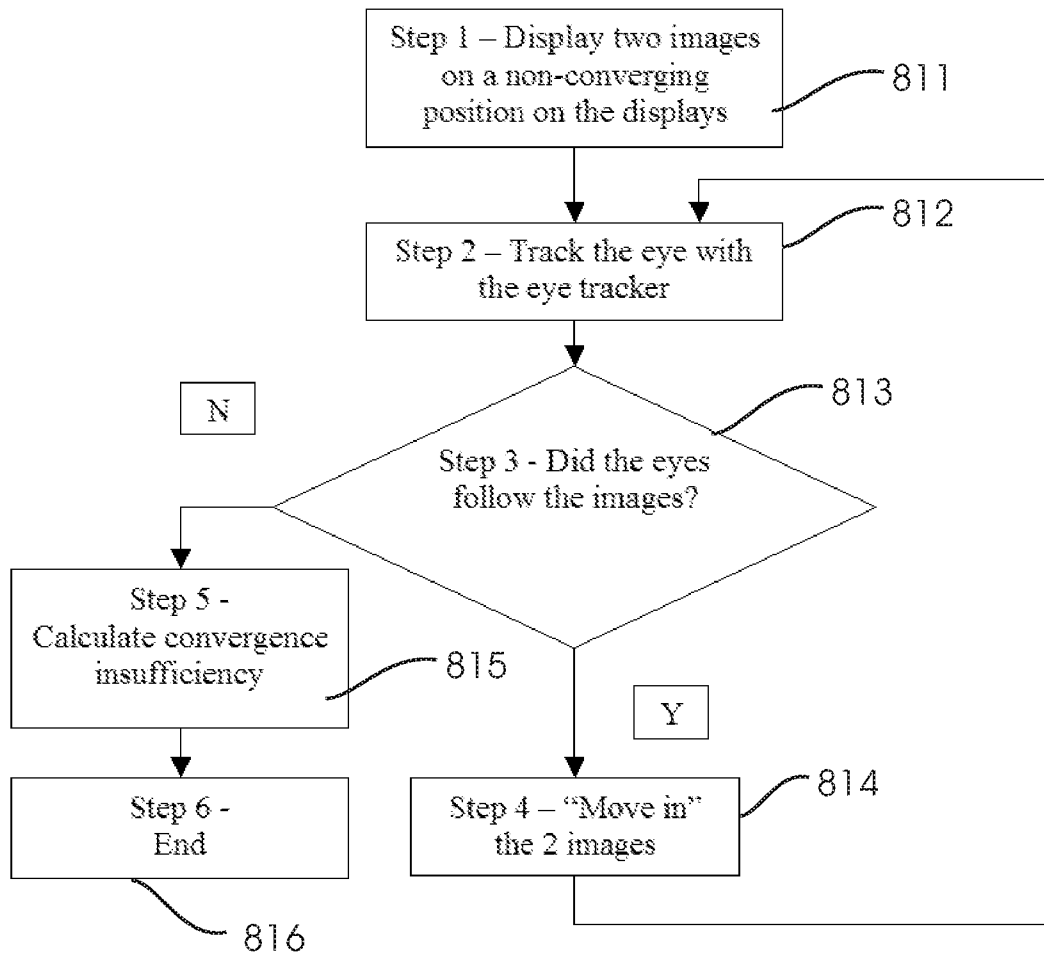 Step 1 – Display two images
on a non-converging
position on the displays
811
812
Step 2 – Track the eye with
the eye tracker
813
N
Step 3 - Did the eyes
follow the images?
Step 5 -
Calculate convergence
insufficiency
815
Y
814
Step 6 -
End
Step 4 – “Move in”
the 2 images
816